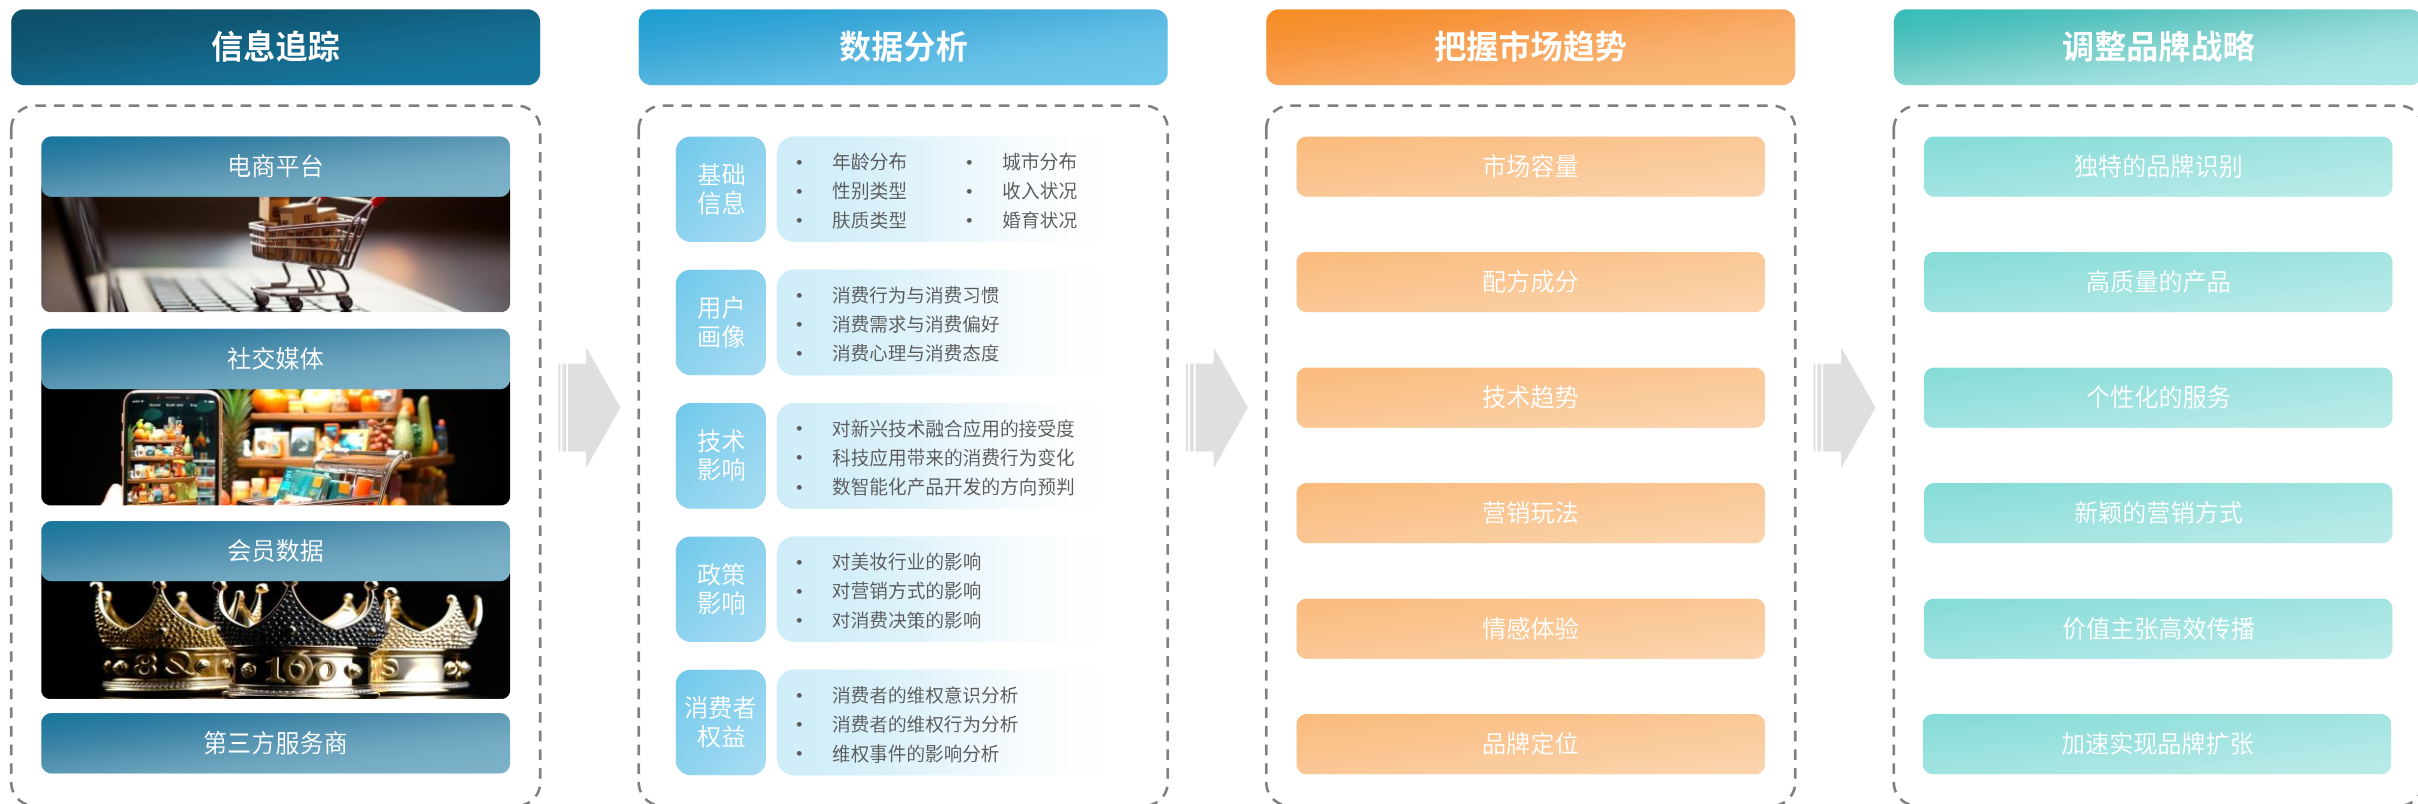 信息追踪
电商平台
社交媒体
会员数据
8
160
S
第三方服务商
数据分析
基础
信息
• 年龄分布
• 性别类型
• 肤质类型
• 城市分布
• 收入状况
• 婚育状况
用户
画像
• 消费行为与消费习惯
• 消费需求与消费偏好
• 消费心理与消费态度
技术
影响
• 对新兴技术融合应用的接受度
• 科技应用带来的消费行为变化
• 数智能化产品开发的方向预判
政策
影响
• 对美妆行业的影响
• 对营销方式的影响
• 对消费决策的影响
消费者
权益
• 消费者的维权意识分析
• 消费者的维权行为分析
• 维权事件的影响分析
把握市场趋势
市场容量
配方成分
技术趋势
营销玩法
情感体验
品牌定位
调整品牌战略
独特的品牌识别
高质量的产品
个性化的服务
新颖的营销方式
价值主张高效传播
加速实现品牌扩张